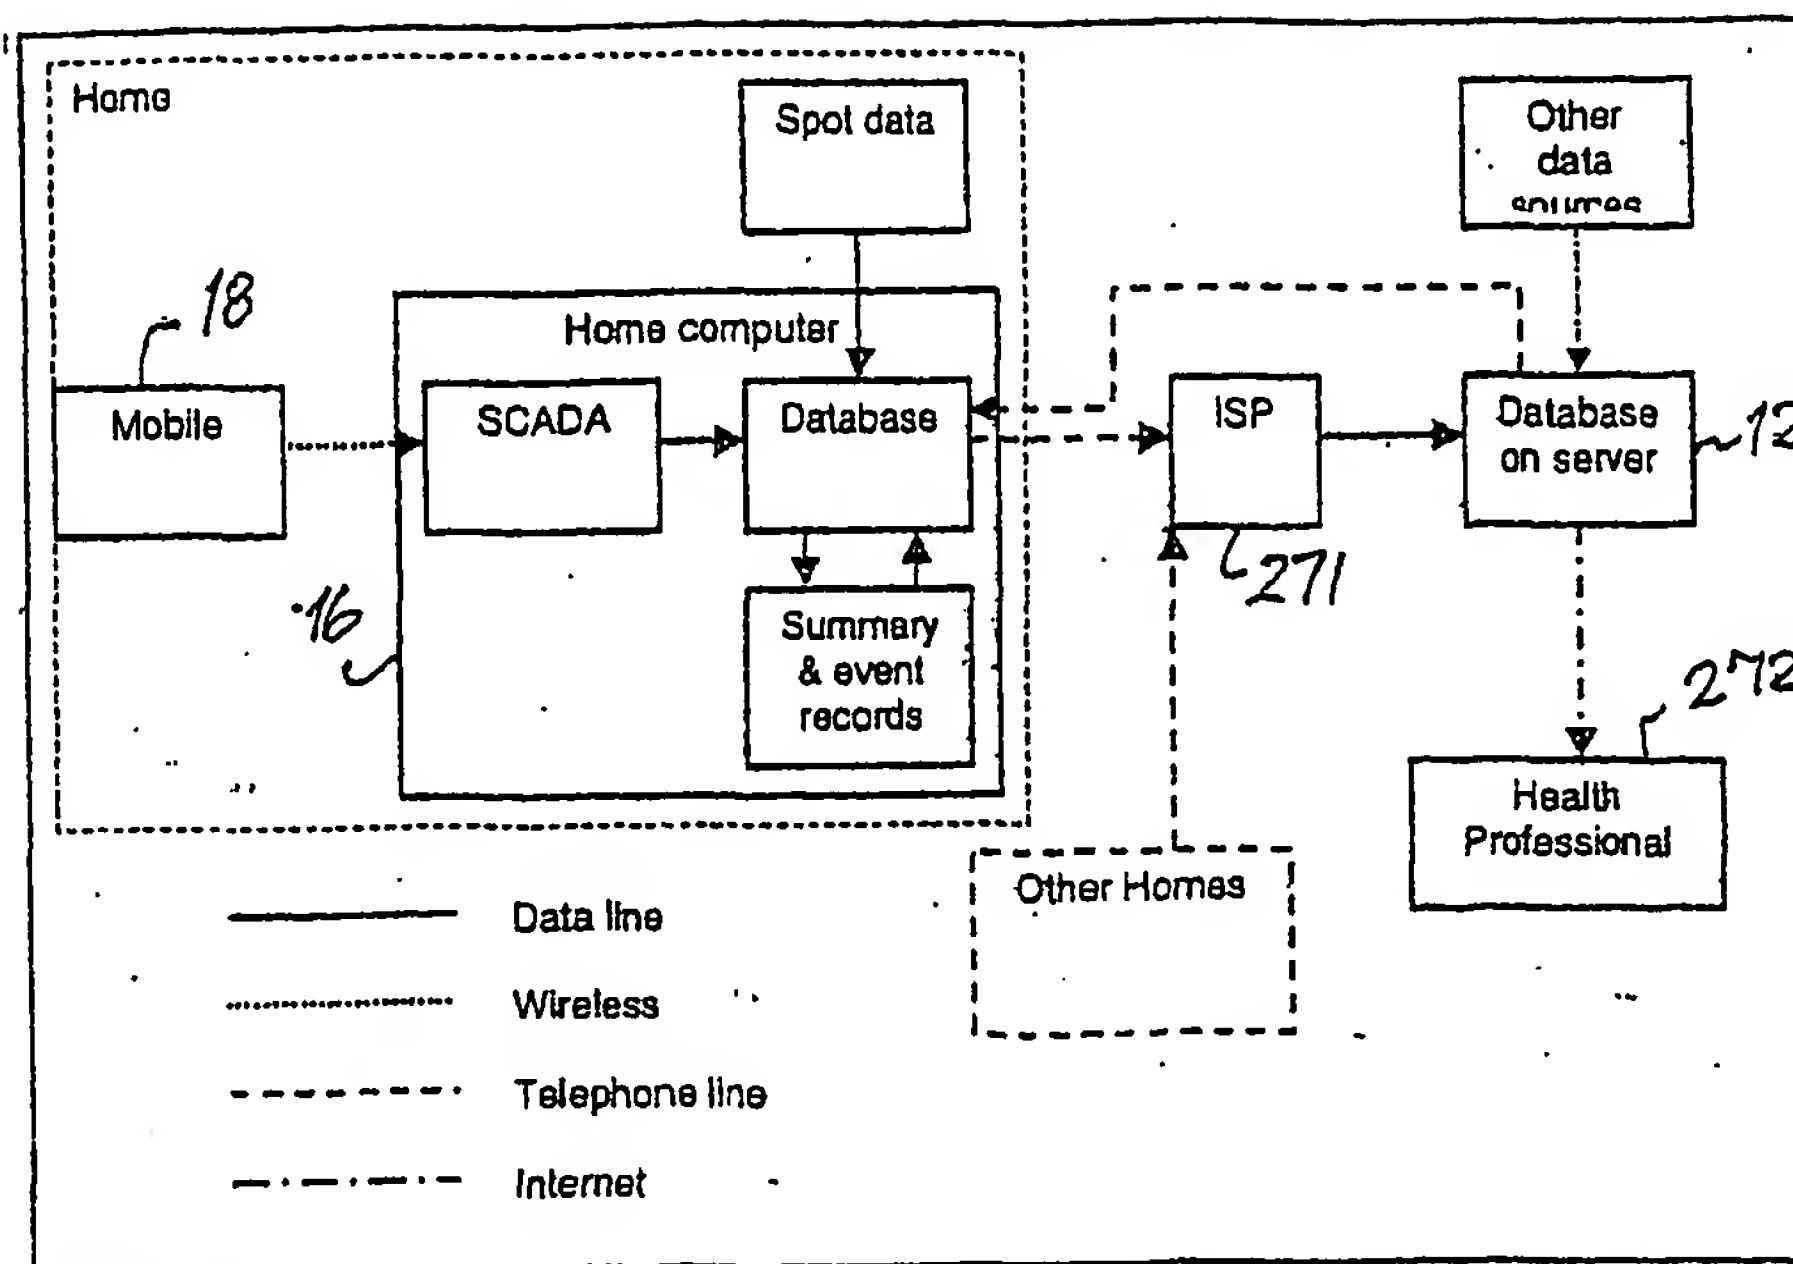 Home
Spot data
Other
data
sources
18
Home computer
Mobile
SCADA
Database
ISP
Database
on server
12
271
16
Summary
& event
records
272
Health
Professional
Other Homes
Data line
Wireless
Telephone line
Internet